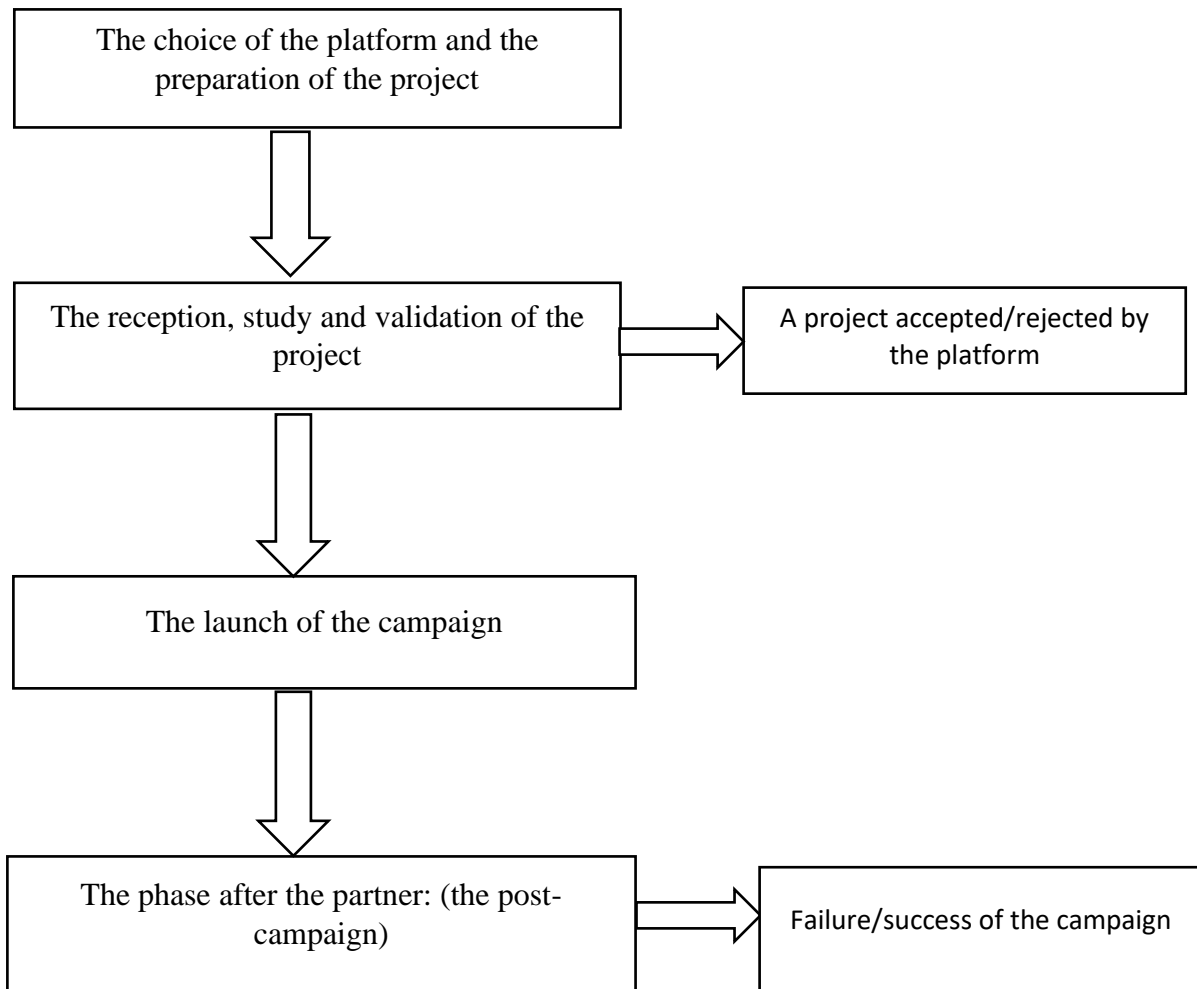 The choice of the platform and the
preparation of the project
The reception, study and validation of the
project
A project accepted/rejected by
the platform
The launch of the campaign
The phase after the partner: (the post-
campaign)
Failure/success of the campaign